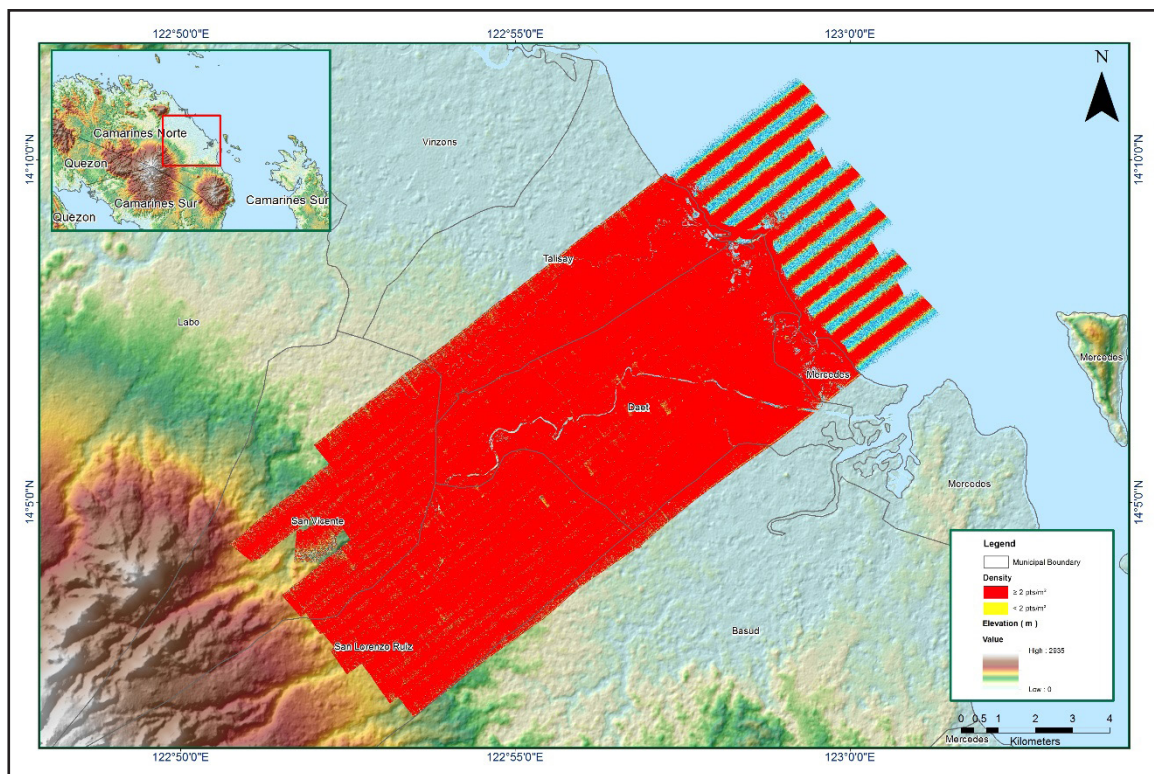 122°50'0"E 122°55'0"E 123°0'0"E
N
Camarines Norte
Quezon
Camarines Sur
Camarines Sur
Quezon
Vinzons
14°10'0"N
14°10'0"N
Talisay
Labo
Mercedes
Mercedes
Daet
Mercedes
14°5'0"N
14°5'0"N
San Vicente
Basud
San Lorenzo Ruiz
Legend
Municipal Boundary
Density
≥ 2 pts/m²
< 2 pts/m²
Elevation ( m )
Value
High : 2935
Low : 0
0 0.5 1 2 3 4
Kilometers
Mercedes
122°50'0"E 122°55'0"E 123°0'0"E